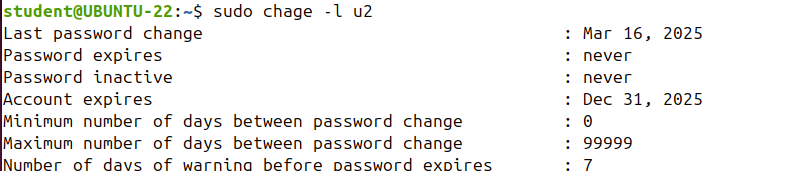 student@UBUNTU-22:~$ sudo chage -l u2
Last password change : Mar 16, 2025
Password expires : never
Password inactive : never
Account expires : Dec 31, 2025
Minimum number of days between password change : 0
Maximum number of days between password change : 99999
Number of days of warning before password expires : 7